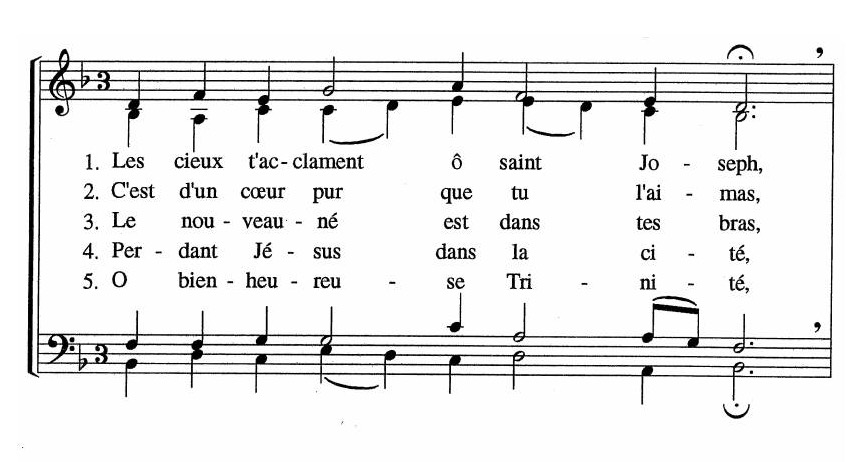 3
1. Les cieux t'ac-clament ô saint Jo - seph,
2. C'est d'un cœur pur que tu l'ai - mas,
3. Le nou - veau - né est dans tes bras,
4. Per - dant Jé - sus dans la ci - té,
5. O bien - heu - reu - se Tri - ni - té,
3